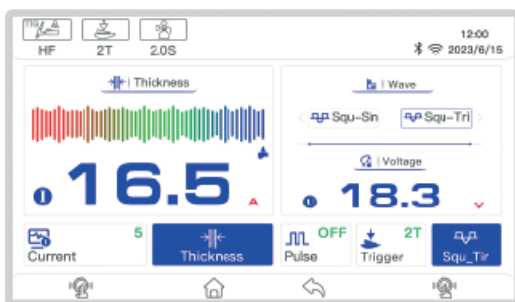 TIG
HF
2T
2.0S
12:00
2023/6/15
Thickness
16.5
A
Wave
Squ-Sin
Squ-Tri
Voltage
18.3
V
5
Current
Thickness
OFF
Pulse
2T
Trigger
Squ_Tir